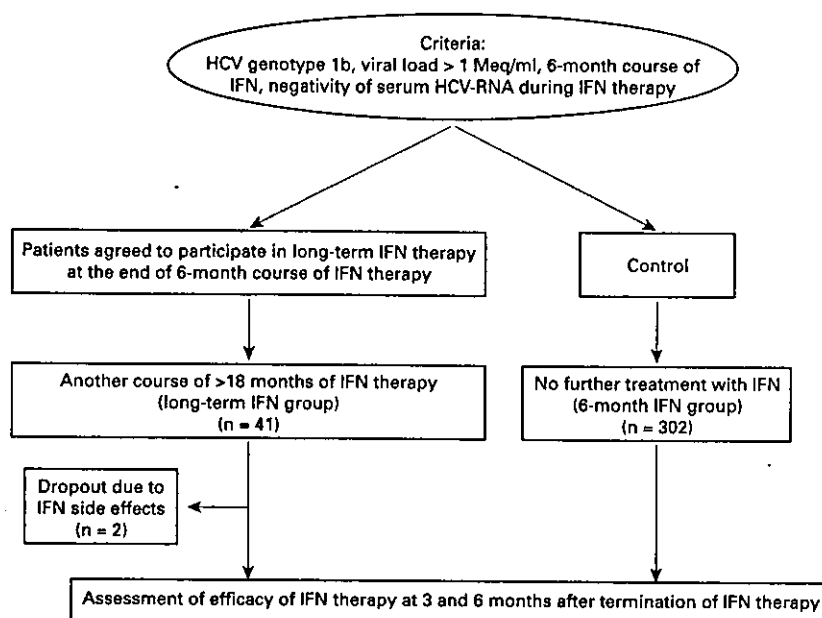 Criteria:
HCV genotype 1b, viral load > 1 Meq/ml, 6-month course of
IFN, negativity of serum HCV-RNA during IFN therapy
Patients agreed to participate in long-term IFN therapy
at the end of 6-month course of IFN therapy
Control
Another course of >18 months of IFN therapy
(long-term IFN group)
(n = 41)
No further treatment with IFN
(6-month IFN group)
(n = 302)
Dropout due to
IFN side effects
(n = 2)
Assessment of efficacy of IFN therapy at 3 and 6 months after termination of IFN therapy